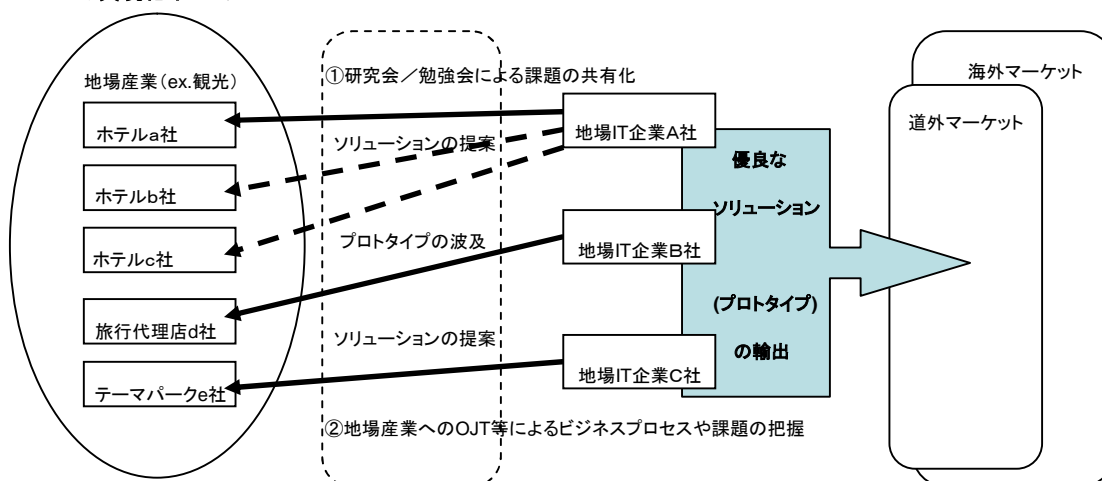 地場産業(ex.観光)
ホテルa社
ホテルb社
ホテルc社
旅行代理店d社
テーマパークe社
①研究会／勉強会による課題の共有化
ソリューションの提案
プロトタイプの波及
ソリューションの提案
②地場産業へのOJT等によるビジネスプロセスや課題の把握
地場IT企業A社
地場IT企業B社
地場IT企業C社
優良な
ソリューション
(プロトタイプ)
の輸出
海外マーケット
道外マーケット